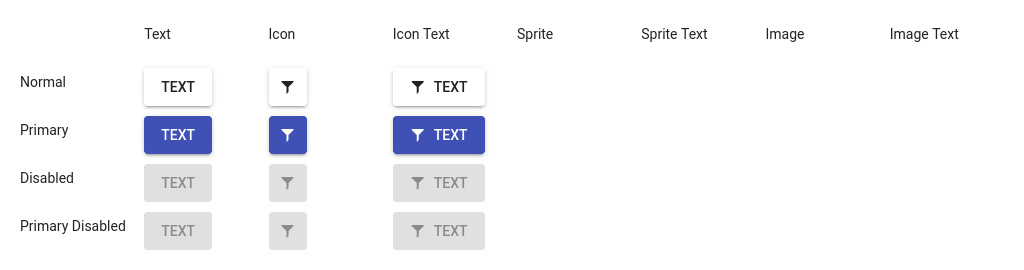 Text Icon Icon Text Sprite Sprite Text Image Image Text
Normal TEXT TEXT
Primary TEXT TEXT
Disabled TEXT TEXT
Primary Disabled TEXT TEXT